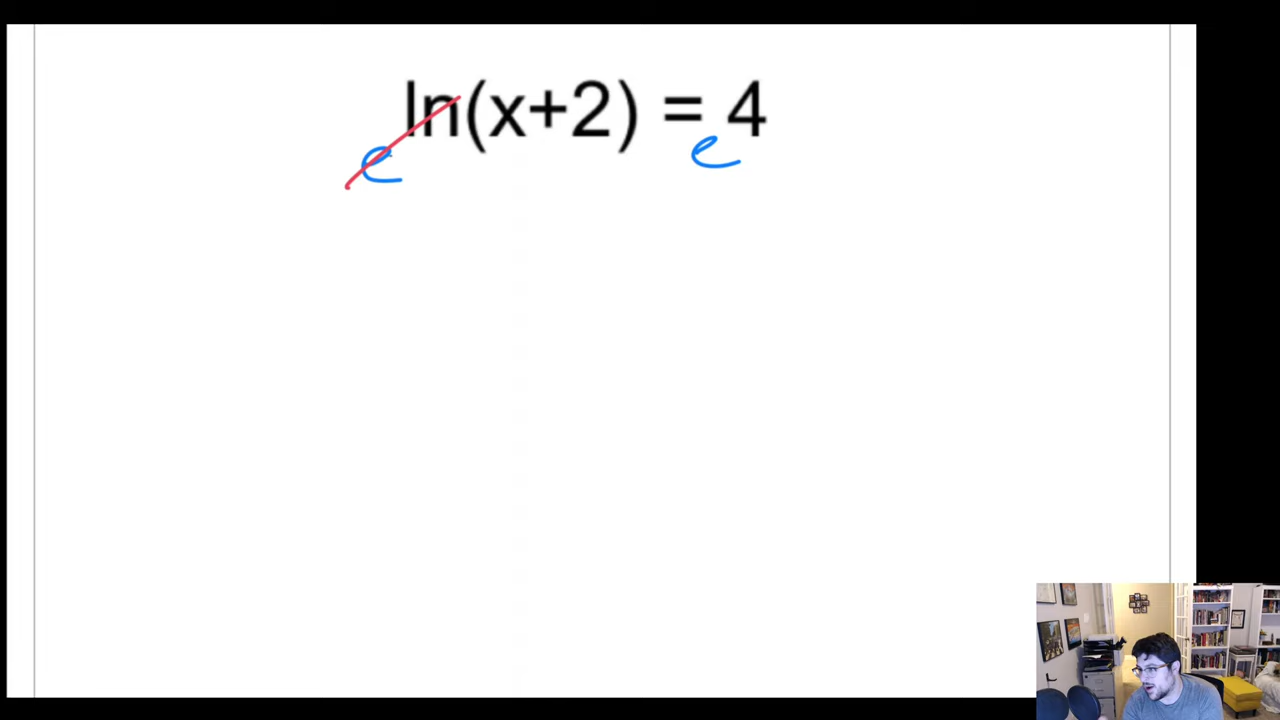 ln(x+2) = 4
e e